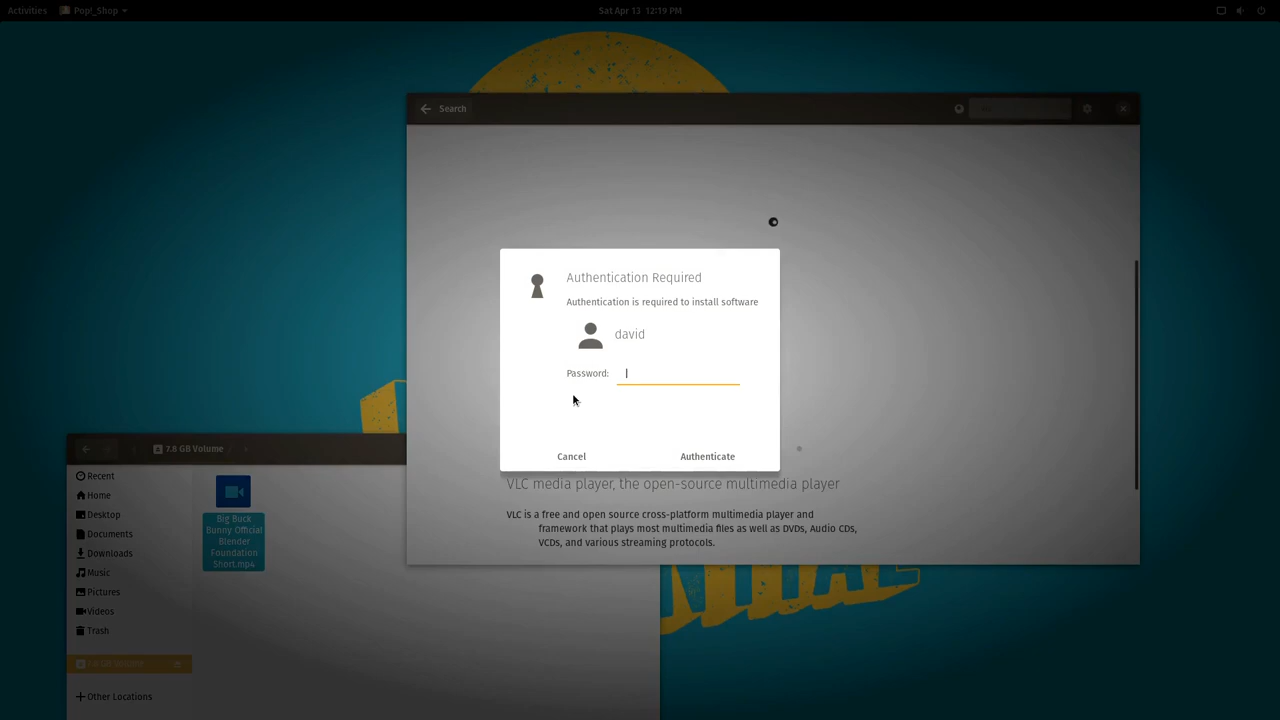 Activities
Pop!_Shop
Sat Apr 13 12:19 PM
Search
Authentication Required
Authentication is required to install software
david
Password:
Cancel
Authenticate
VLC media player, the open-source multimedia player
VLC is a free and open source cross-platform multimedia player and
framework that plays most multimedia files as well as DVDs, Audio CDs,
VCDs, and various streaming protocols.
7.8 GB Volume
Recent
Home
Desktop
Documents
Downloads
Music
Pictures
Videos
Trash
7.8 GB Volume
Other Locations
Big Buck
Bunny Official
Blender
Foundation
Short.mp4